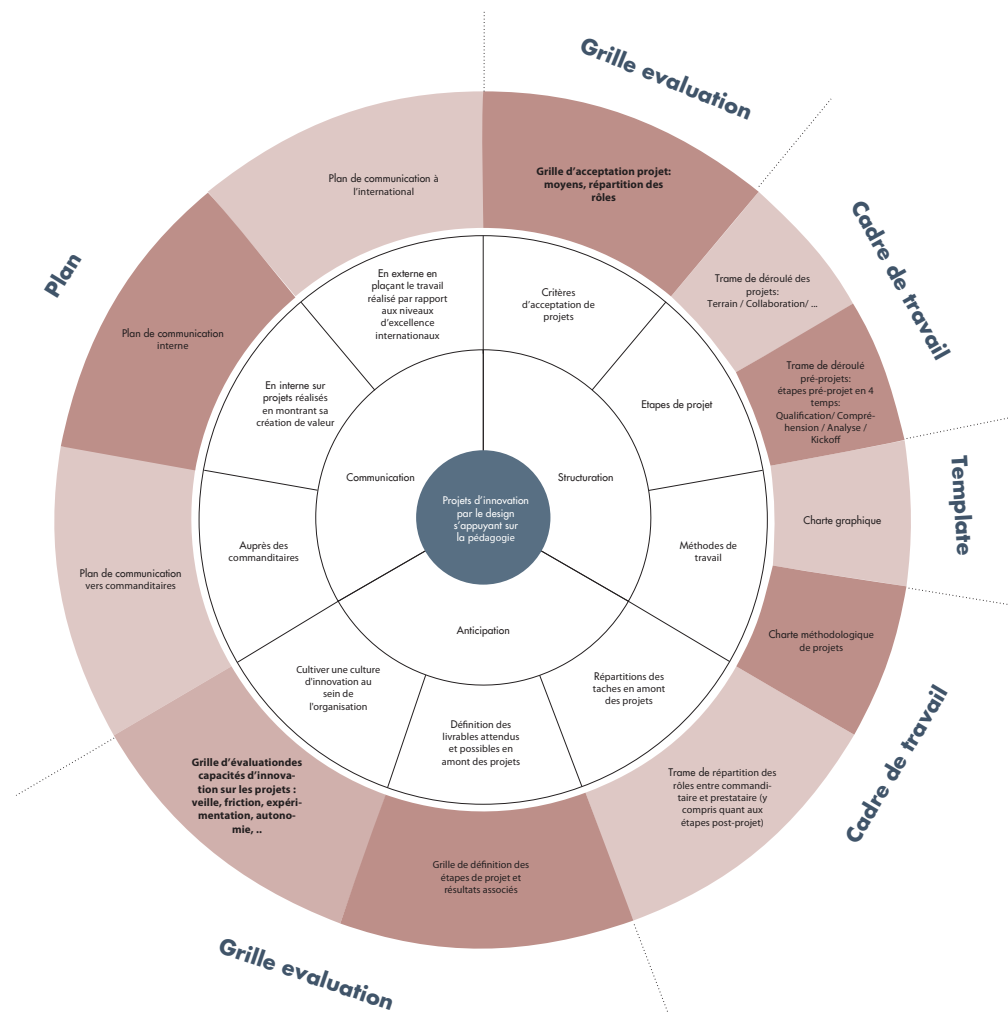 Grille evaluation
Grille d'acceptation projet:
moyens, répartition des
rôles
Plan de communication à
l'international
Cadre de travail
Trame de déroulé des
projets:
Terrain / Collaboration/ ...
Plan
Plan de communication
interne
En externe en
plaçant le travail
réalisé par rapport
aux niveaux
d'excellence
internationaux
Critères
d'acceptation de
projets
Trame de déroulé
pré-projets:
étapes pré-projet en 4
temps:
Qualification/ Compré-
hension / Analyse /
Kickoff
En interne sur
projets réalisés
en montrant sa
création de valeur
Etapes de projet
Communication
Structuration
Template
Charte graphique
Projets d'innovation
par le design
s'appuyant sur
la pédagogie
Auprès des
commanditaires
Méthodes de
travail
Plan de communication
vers commanditaires
Anticipation
Charte méthodologique
de projets
Cultiver une culture
d'innovation au
sein de
l'organisation
Répartitions des
taches en amont
des projets
Définition des
livrables attendus
et possibles en
amont des projets
Cadre de travail
Grille d'évaluationdes
capacités d'innova-
tion sur les projets :
veille, friction, expéri-
mentation, autono-
mie, ..
Trame de répartition des
rôles entre commandi-
taire et prestataire (y
compris quant aux
étapes post-projet)
Grille de définition des
étapes de projet et
résultats associés
Grille evaluation